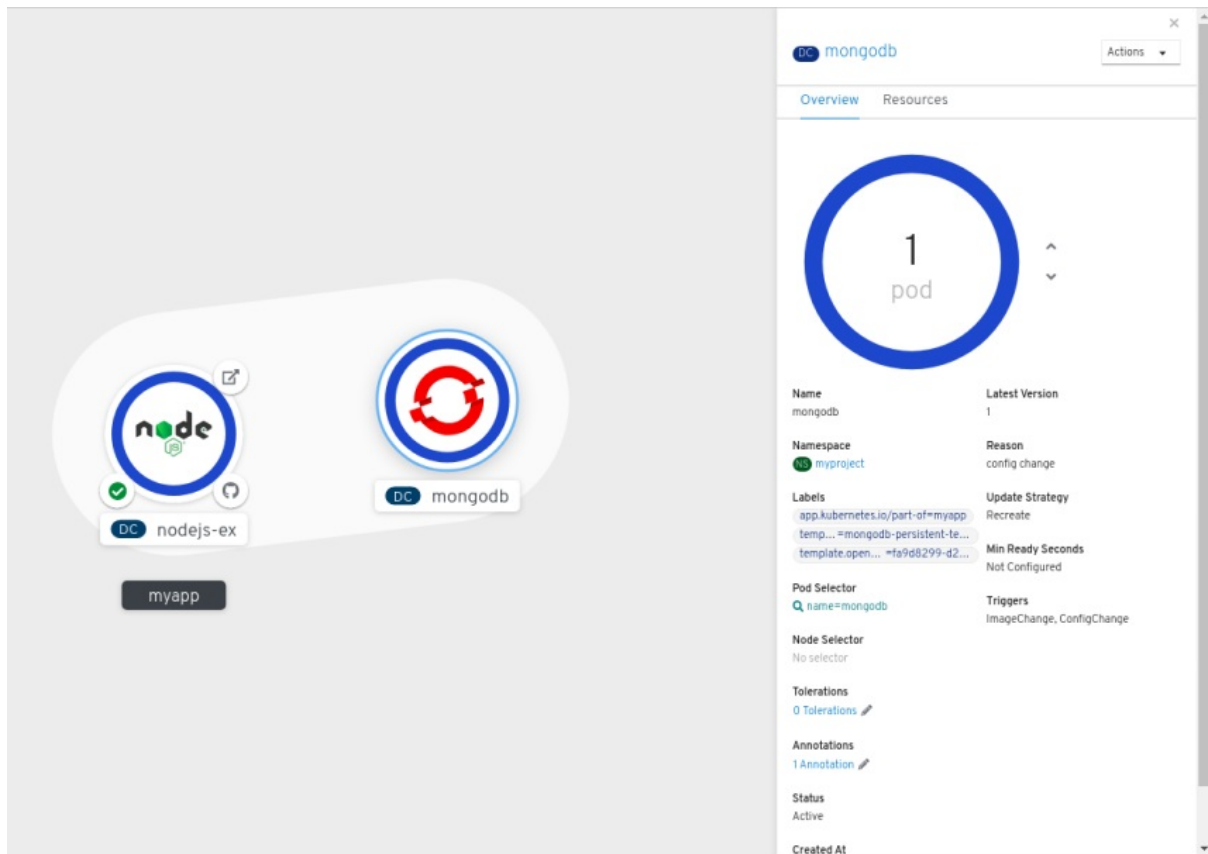 node
JS
DC nodejs-ex
DC mongodb
myapp
DC mongodb
Actions
Overview
Resources
1
pod
Name
mongodb
Namespace
NS myproject
Labels
app.kubernetes.io/part-of=myapp
temp... =mongodb-persistent-te...
template.open... =fa9d8299-d2...
Pod Selector
name=mongodb
Node Selector
No selector
Tolerations
0 Tolerations
Annotations
1 Annotation
Status
Active
Created At
Latest Version
1
Reason
config change
Update Strategy
Recreate
Min Ready Seconds
Not Configured
Triggers
ImageChange, ConfigChange